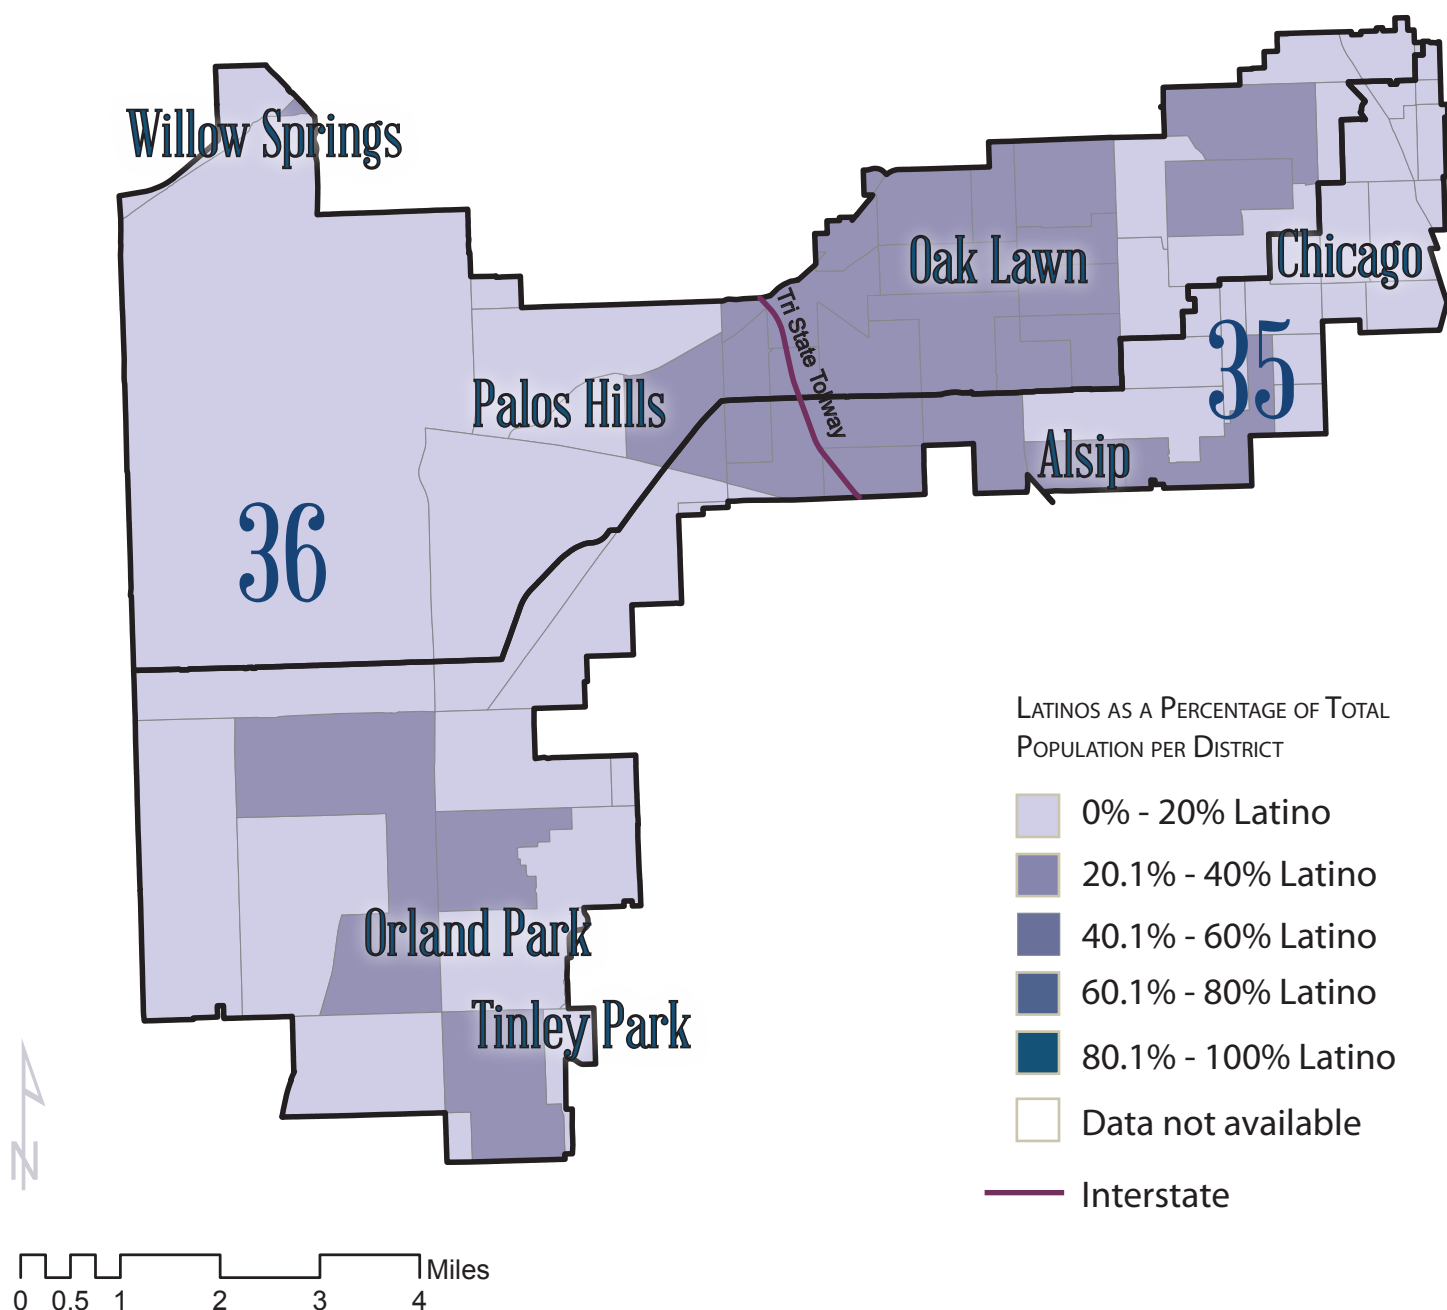 Willow Springs
Oak Lawn
Chicago
Tri State Tollway
35
Palos Hills
Alsip
36
LATINOS AS A PERCENTAGE OF TOTAL
POPULATION PER DISTRICT
0% - 20% Latino
20.1% - 40% Latino
40.1% - 60% Latino
60.1% - 80% Latino
80.1% - 100% Latino
Data not available
Interstate
Orland Park
Tinley Park
N
Miles
0 0.5 1 2 3 4